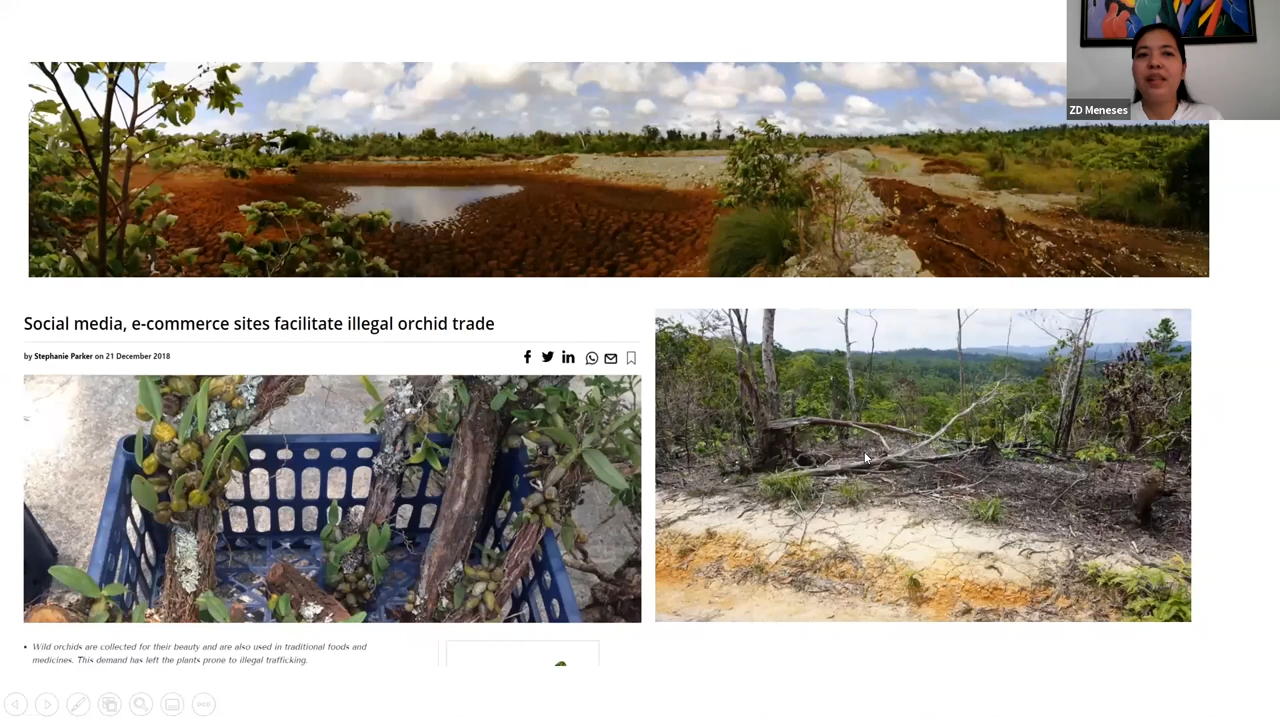 ZD Meneses
Social media, e-commerce sites facilitate illegal orchid trade
by Stephanie Parker on 21 December 2018
• Wild orchids are collected for their beauty and are also used in traditional foods and
medicines. This demand has left the plants prone to illegal trafficking.